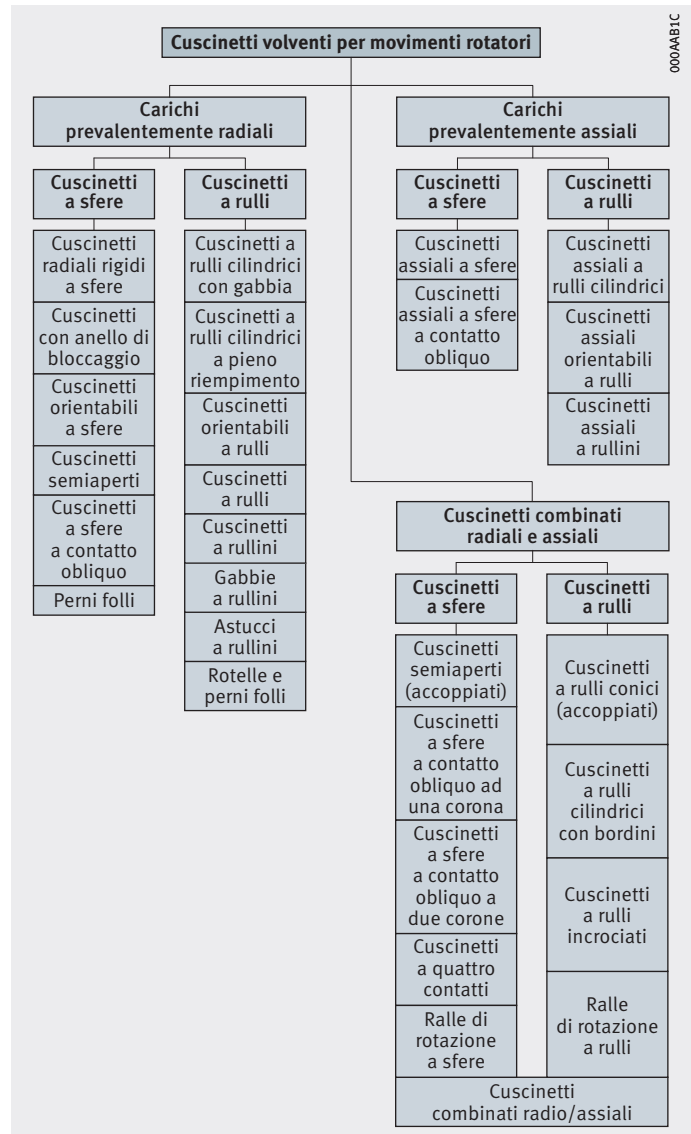 000AAB1C
Cuscinetti volventi per movimenti rotatori
Carichi
prevalentemente radiali
Cuscinetti
a sfere
Cuscinetti
radiali rigidi
a sfere
Cuscinetti
con anello di
bloccaggio
Cuscinetti
orientabili
a sfere
Cuscinetti
semiaperti
Cuscinetti
a sfere
a contatto
obliquo
Perni folli
Cuscinetti
a rulli
Cuscinetti a
rulli cilindrici
con gabbia
Cuscinetti a
rulli cilindrici
a pieno
riempimento
Cuscinetti
orientabili
a rulli
Cuscinetti
a rulli
Cuscinetti
a rullini
Gabbie
a rullini
Astucci
a rullini
Rotelle e
perni folli
Carichi
prevalentemente assiali
Cuscinetti
a sfere
Cuscinetti
assiali a sfere
Cuscinetti
assiali a sfere
a contatto
obliquo
Cuscinetti
a rulli
Cuscinetti
assiali a
rulli cilindrici
Cuscinetti
assiali
orientabili
a rulli
Cuscinetti
assiali
a rullini
Cuscinetti combinati
radiali e assiali
Cuscinetti
a sfere
Cuscinetti
semiaperti
(accoppiati)
Cuscinetti
a sfere
a contatto
obliquo ad
una corona
Cuscinetti
a sfere
a contatto
obliquo a
due corone
Cuscinetti
a quattro
contatti
Ralle di
rotazione
a sfere
Cuscinetti
a rulli
Cuscinetti
a rulli conici
(accoppiati)
Cuscinetti
a rulli
cilindrici
con bordini
Cuscinetti
a rulli
incrociati
Ralle
di rotazione
a rulli
Cuscinetti
combinati radio/assiali